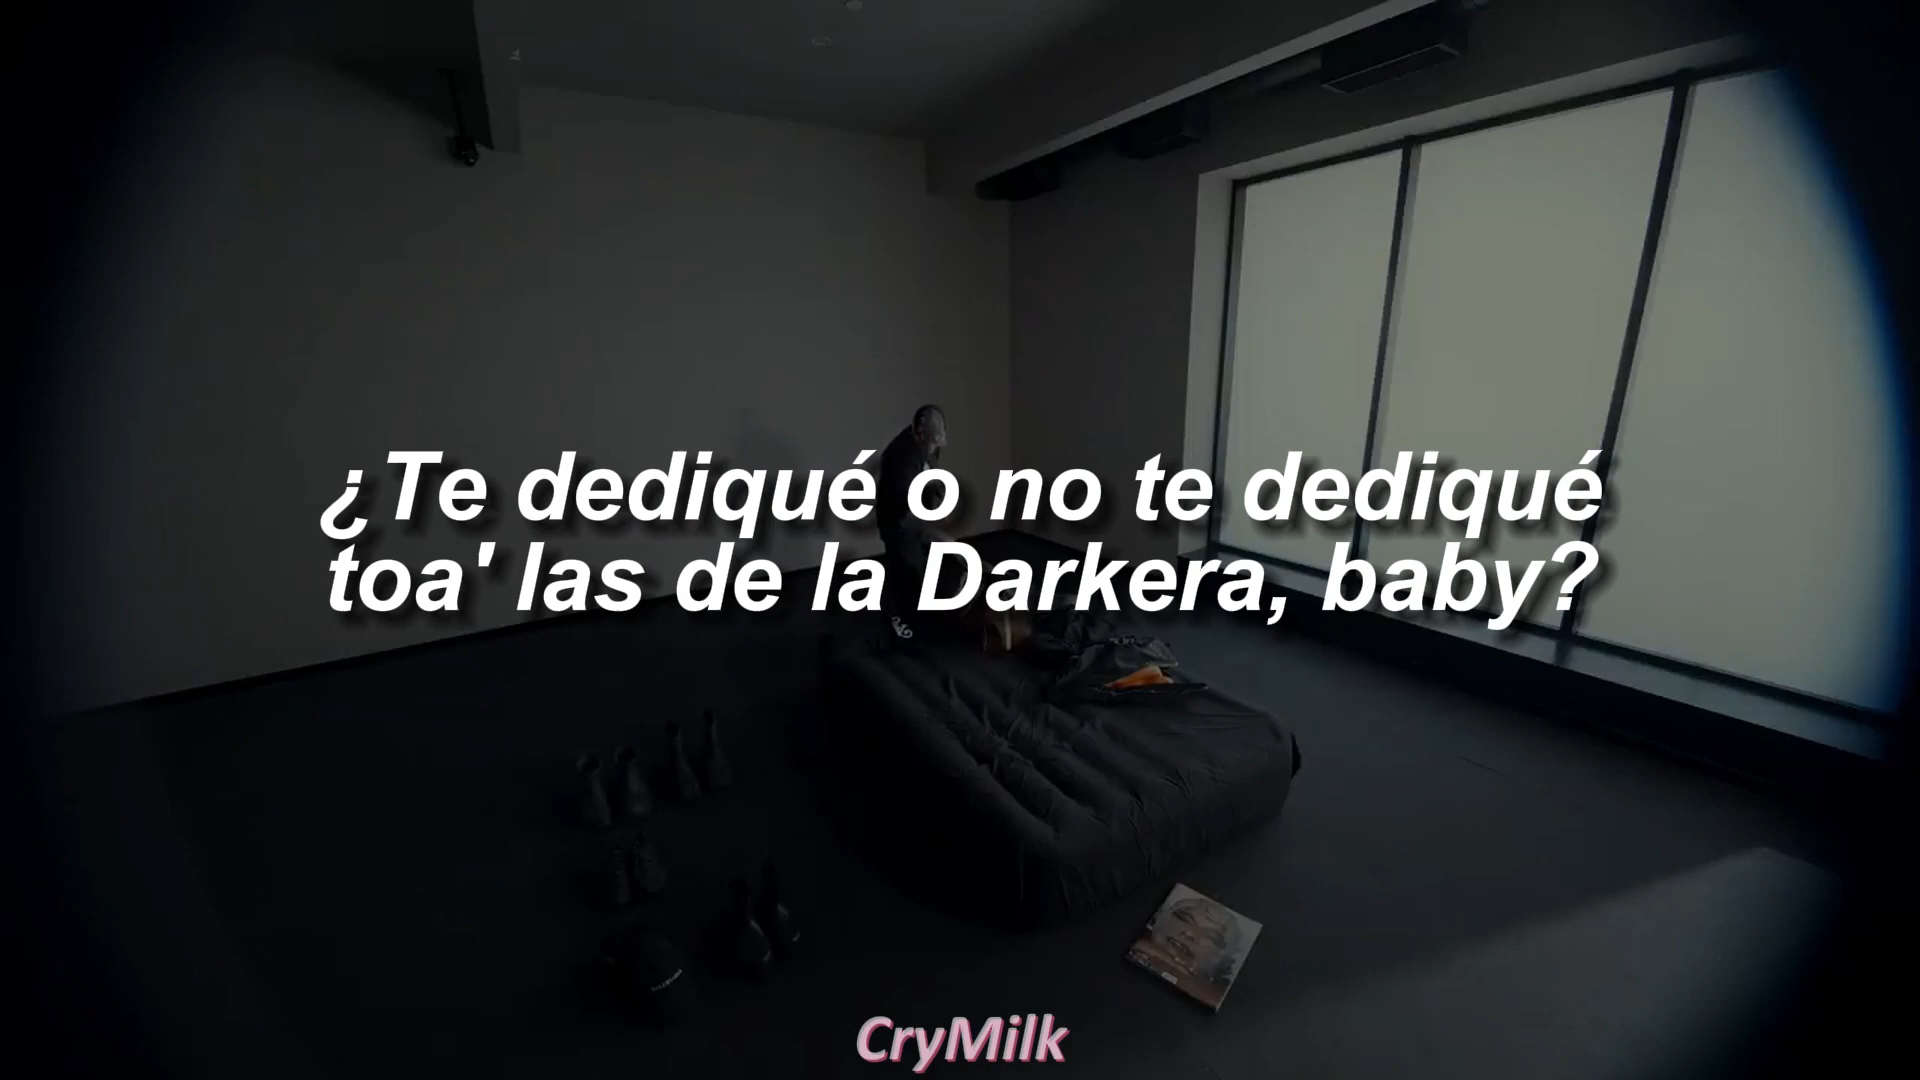 ¿Te dediqué o no te dediqué
toa' las de la Darkera, baby?
CryMilk